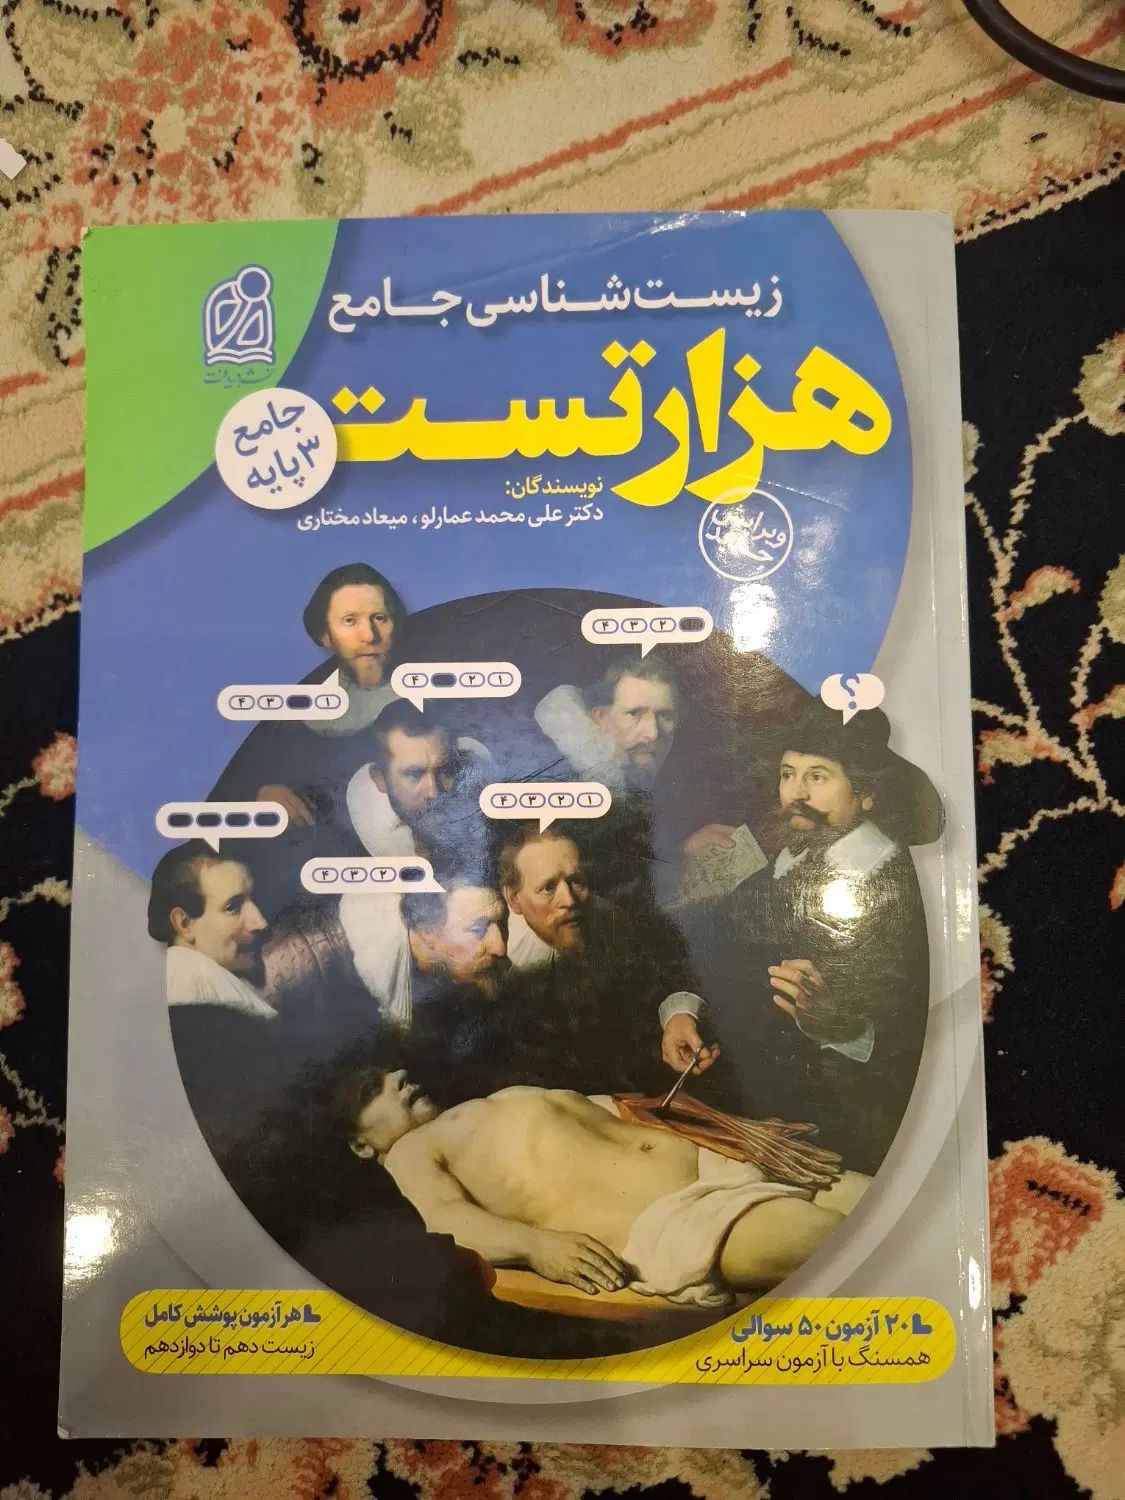 زیست‌شناسی جامع
هزار تست
نشر دریافت
جامع
۳ پایه
نویسندگان:
دکتر علی محمد عمارلو، میعاد مختاری
ویرایش
جدید
۴ ۳ ۲
۴ ۲ ۱
۴ ۳ ۱
؟
۴ ۳ ۲ ۱
۴ ۳ ۲
۲۰ آزمون ۵۰ سوالی
همسنگ با آزمون سراسری
هر آزمون پوشش کامل
زیست دهم تا دوازدهم